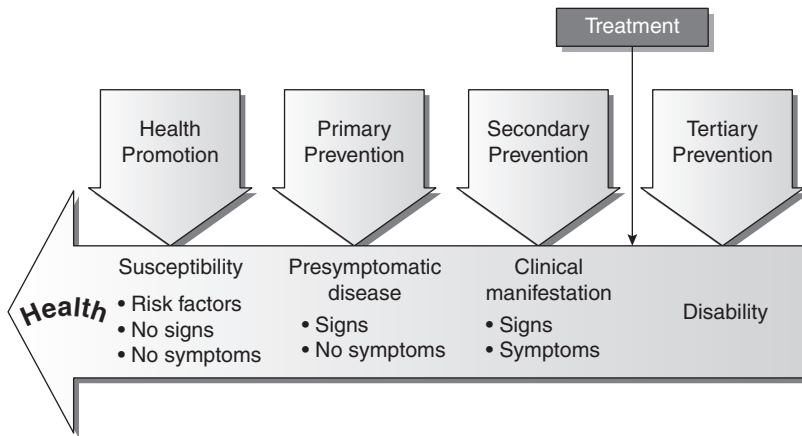 Treatment
Health
Promotion
Primary
Prevention
Secondary
Prevention
Tertiary
Prevention
Health
Susceptibility
• Risk factors
• No signs
• No symptoms
Presymptomatic
disease
• Signs
• No symptoms
Clinical
manifestation
• Signs
• Symptoms
Disability